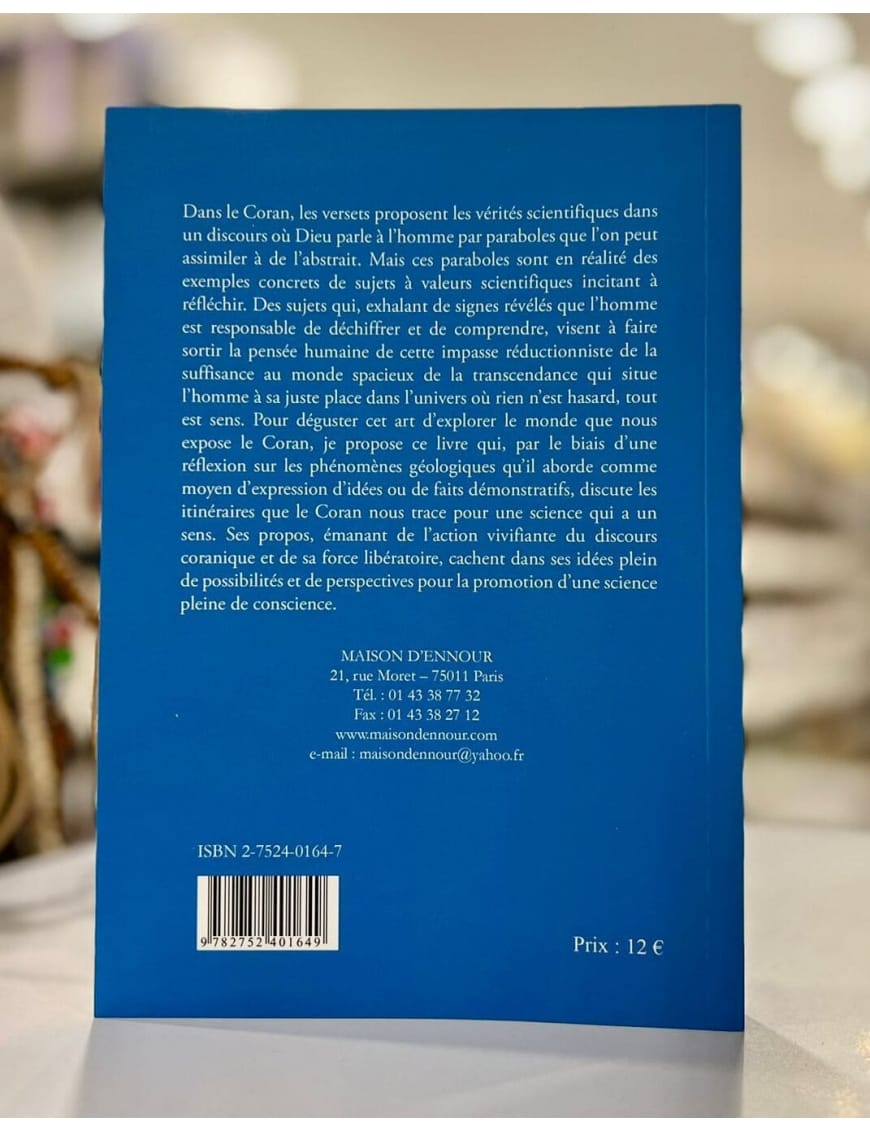 Dans le Coran, les versets proposent les vérités scientifiques dans
un discours où Dieu parle à l'homme par paraboles que l'on peut
assimiler à de l'abstrait. Mais ces paraboles sont en réalité des
exemples concrets de sujets à valeurs scientifiques incitant à
réfléchir. Des sujets qui, exhalant de signes révélés que l'homme
est responsable de déchiffrer et de comprendre, visent à faire
sortir la pensée humaine de cette impasse réductionniste de la
suffisance au monde spacieux de la transcendance qui situe
l'homme à sa juste place dans l'univers où rien n'est hasard, tout
est sens. Pour déguster cet art d'explorer le monde que nous
expose le Coran, je propose ce livre qui, par le biais d'une
réflexion sur les phénomènes géologiques qu'il aborde comme
moyen d'expression d'idées ou de faits démonstratifs, discute les
itinéraires que le Coran nous trace pour une science qui a un
sens. Ses propos, émanant de l'action vivifiante du discours
coranique et de sa force libératoire, cachent dans ses idées plein
de possibilités et de perspectives pour la promotion d'une science
pleine de conscience.
MAISON D'ENNOUR
21, rue Moret – 75011 Paris
Tél. : 01 43 38 77 32
Fax : 01 43 38 27 12
www.maisondennour.com
e-mail : maisondennour@yahoo.fr
ISBN 2-7524-0164-7
9 782752 401649
Prix : 12 €